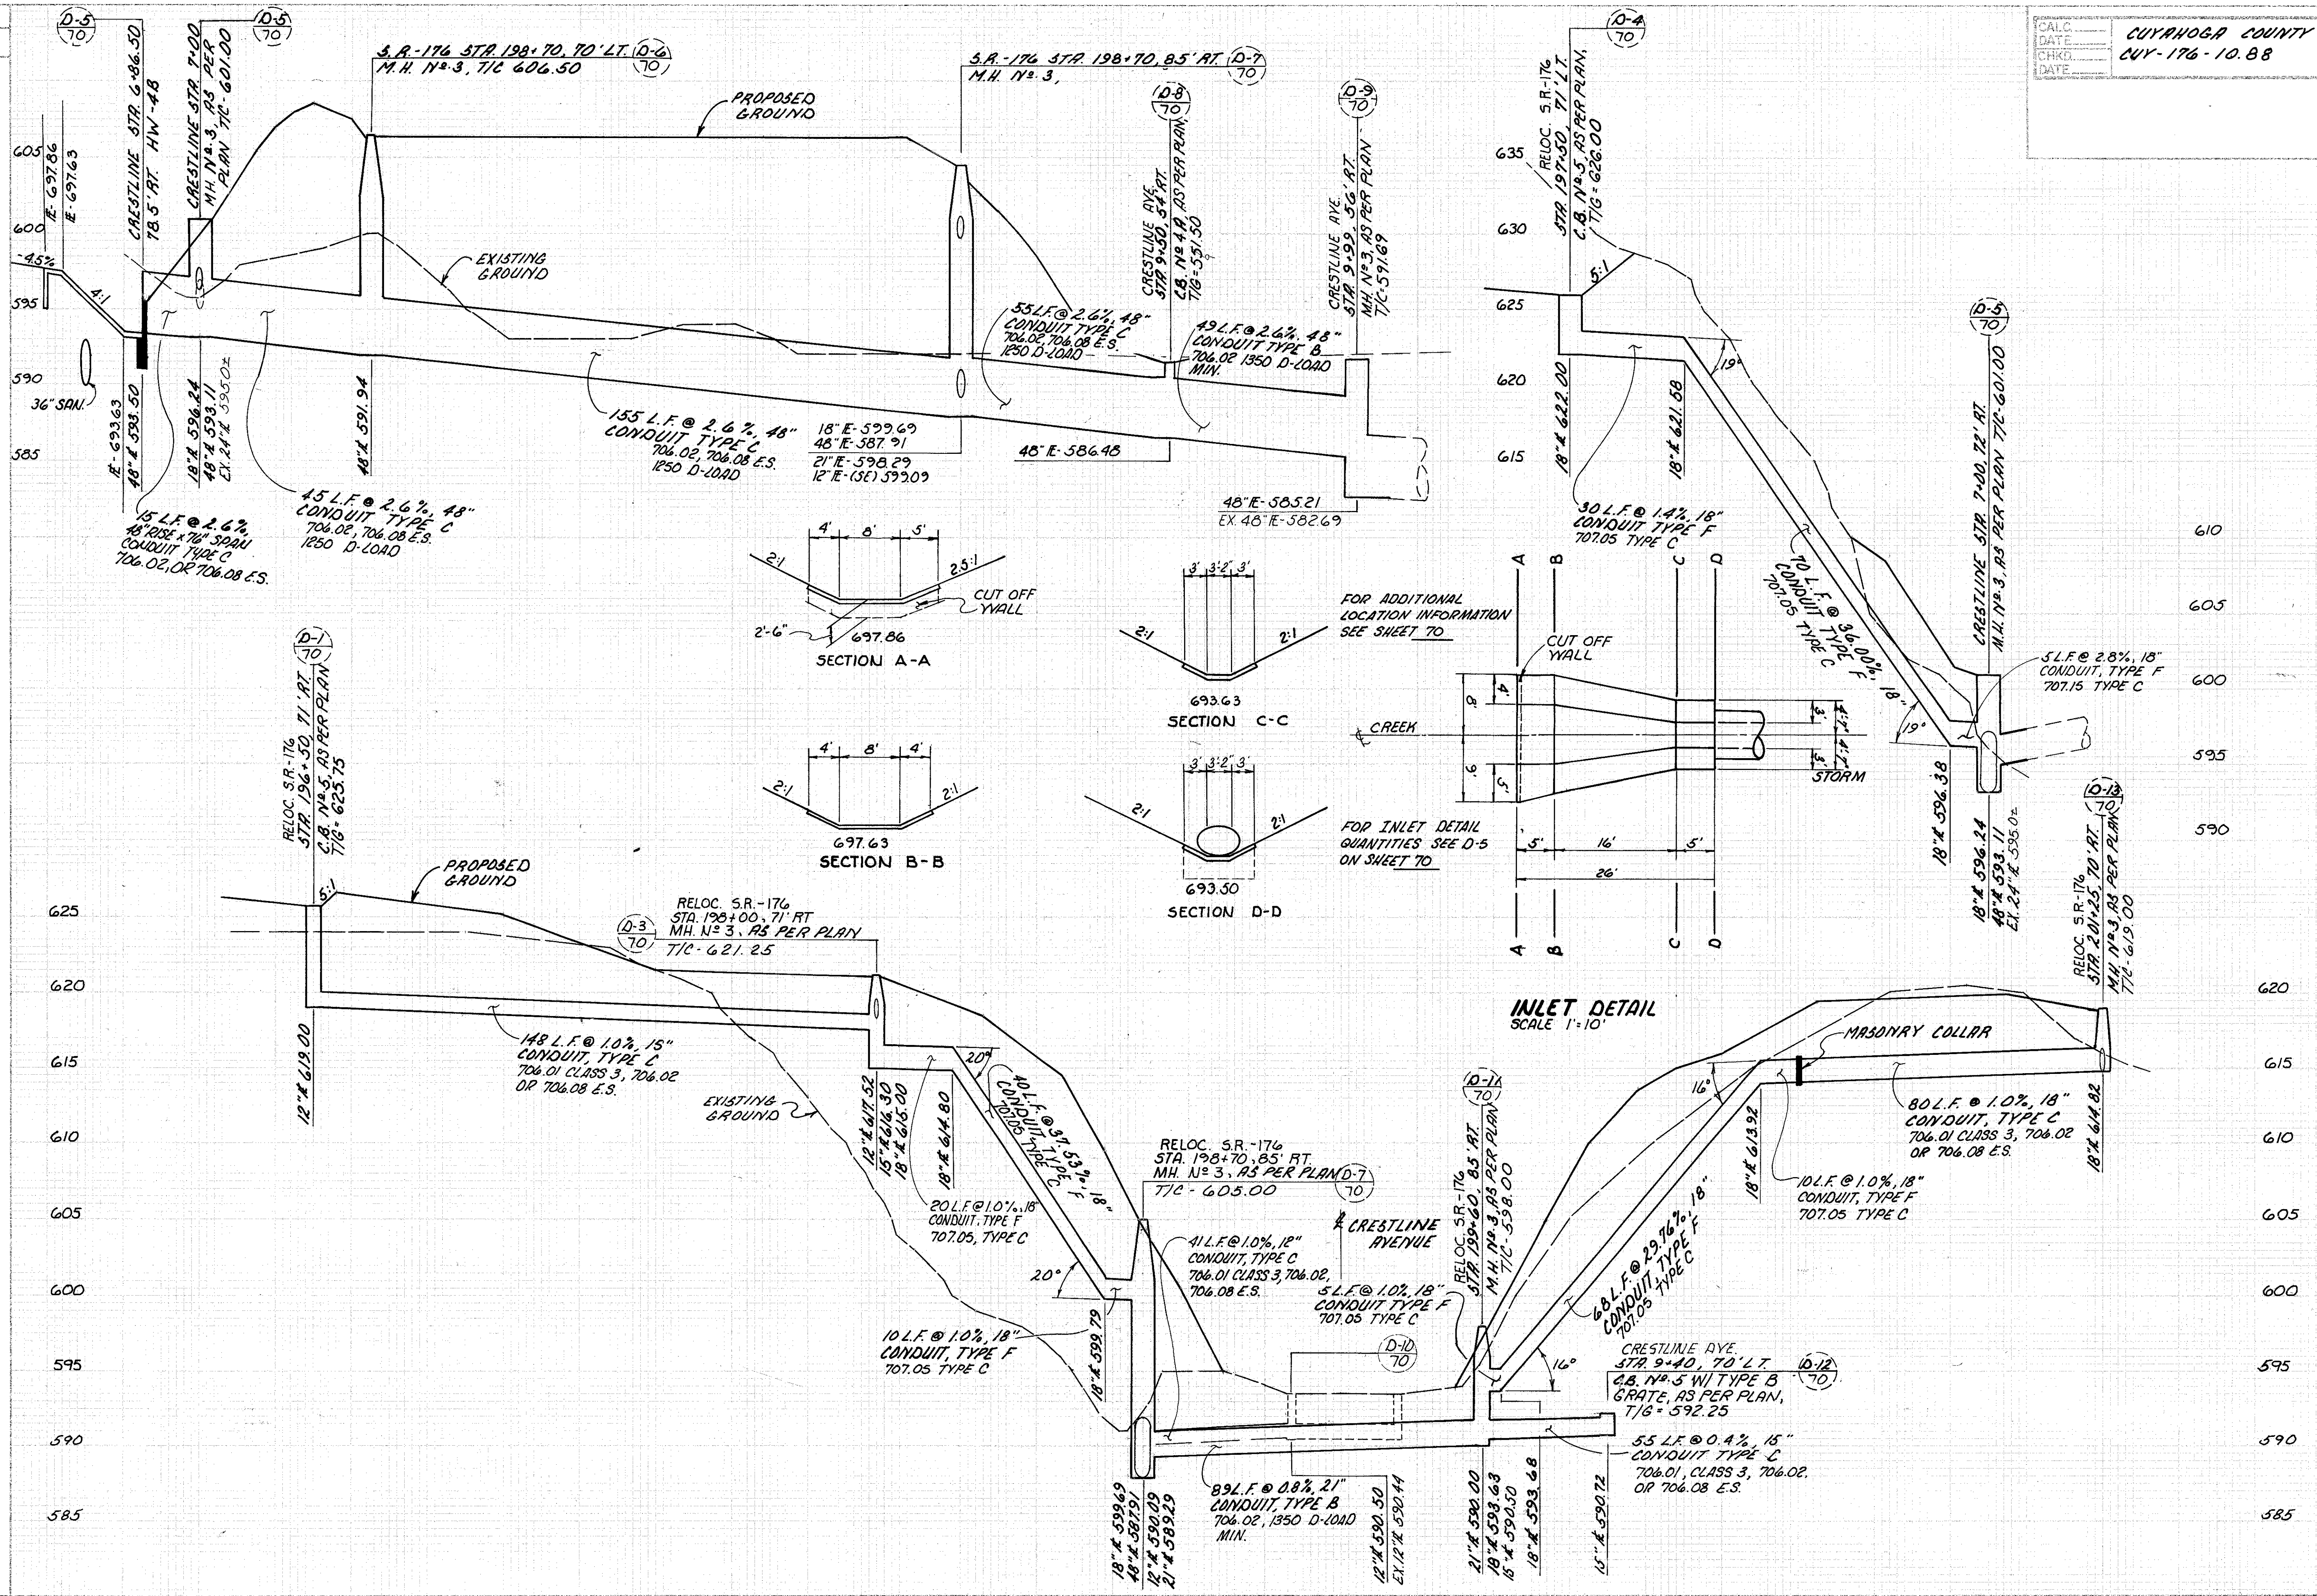 CALC.
DATE
CHKD.
DATE
CUYAHOGA COUNTY
CUY-176-10.88
D-5
70
D-5
70
CRESTLINE STA. 6+86.50
78.5' RT. HW-4B
CRESTLINE STA. 7+00
M.H. Nº 3, AS PER
PLAN T/C-601.00
S.R.-176 STA. 198+70, 70' LT.
M.H. Nº 3, T/C 606.50
D-6
70
S.R.-176 STA. 198+70, 85' RT.
M.H. Nº 3,
D-7
70
PROPOSED
GROUND
EXISTING
GROUND
D-8
70
CRESTLINE AVE.
STA. 9+50, 54' RT.
C.B. Nº 4A, AS PER PLAN,
D-9
70
CRESTLINE AVE.
STA. 9+99, 56' RT.
MH. Nº 3, AS PER PLAN
T/C=591.69
605
600
595
590
585
IE-697.86
IE-697.63
-4.5%
4:1
36" SAN.
IE-693.63
48" IE 593.50
18" IE 596.24
48" IE 593.11
EX. 24" IE 595.0±
48" IE 591.94
15 L.F. @ 2.6%,
48" RISE x 76" SPAN
CONDUIT TYPE C
706.02, OR 706.08 E.S.
45 L.F. @ 2.6%, 48"
CONDUIT TYPE C
706.02, 706.08 E.S.
1250 D-LOAD
155 L.F. @ 2.6%, 48"
CONDUIT TYPE C
706.02, 706.08 E.S.
1250 D-LOAD
18" IE-599.69
48" IE-587.91
21" IE-598.29
12" IE-(SE) 599.09
55 L.F. @ 2.6%, 48"
CONDUIT TYPE C
706.02, 706.08 E.S.
1250 D-LOAD
49 L.F. @ 2.6%, 48"
CONDUIT TYPE B
706.02 1350 D-LOAD
MIN.
48" IE-586.48
48" IE-585.21
EX. 48" IE-582.69
D-4
70
RELOC. S.R.-176
STA. 197+50, 71' LT.
C.B. Nº 5, AS PER PLAN,
T/G=626.00
635
630
625
620
615
5:1
19°
18" IE 622.00
18" IE 621.58
30 L.F. @ 1.4%, 18"
CONDUIT TYPE F
707.05 TYPE C
70 L.F. @ 36.00%, 18"
CONDUIT TYPE F
707.05 TYPE C
19°
D-5
70
CRESTLINE STA. 7+00, 72' RT.
M.H. Nº 3, AS PER PLAN T/C-601.00
5 L.F. @ 2.8%, 18"
CONDUIT, TYPE F
707.15 TYPE C
18" IE 596.38
18" IE 596.24
48" IE 593.11
EX. 24" IE 595.0±
610
605
600
595
590
4' 8' 5'
2:1
2.5:1
CUT OFF
WALL
2'-6"
697.86
SECTION A-A
4' 8' 4'
2:1
2:1
697.63
SECTION B-B
3' 3'-2" 3'
2:1
2:1
693.63
SECTION C-C
3' 3'-2" 3'
2:1
2:1
693.50
SECTION D-D
FOR ADDITIONAL
LOCATION INFORMATION
SEE SHEET 70
FOR INLET DETAIL
QUANTITIES SEE D-5
ON SHEET 70
A B C D
CUT OFF
WALL
4'
8'
℄ CREEK
9'
5'
3'
4'-7"
4'-7"
3'
STORM
5' 16' 5'
26'
A B C D
INLET DETAIL
SCALE 1"=10'
D-1
70
RELOC. S.R.-176
STA. 196+50, 71' RT.
C.B. Nº 5, AS PER PLAN
T/G=625.75
5:1
PROPOSED
GROUND
D-3
70
RELOC. S.R.-176
STA. 198+00, 71' RT
MH. Nº 3, AS PER PLAN
T/C-621.25
625
620
615
610
605
600
595
590
585
12" IE 619.00
148 L.F. @ 1.0%, 15"
CONDUIT, TYPE C
706.01 CLASS 3, 706.02
OR 706.08 E.S.
EXISTING
GROUND
12" IE 617.52
15" IE 616.30
18" IE 615.00
18" IE 614.80
20°
40 L.F. @ 37.53%, 18"
CONDUIT, TYPE F
707.05 TYPE C
20 L.F. @ 1.0%, 18"
CONDUIT, TYPE F
707.05, TYPE C
20°
10 L.F. @ 1.0%, 18"
CONDUIT, TYPE F
707.05 TYPE C
18" IE 599.79
RELOC. S.R.-176
STA. 198+70, 85' RT.
MH. Nº 3, AS PER PLAN
T/C-605.00
D-7
70
41 L.F. @ 1.0%, 12"
CONDUIT, TYPE C
706.01 CLASS 3, 706.02,
706.08 E.S.
℄ CRESTLINE
AVENUE
5 L.F. @ 1.0%, 18"
CONDUIT TYPE F
707.05 TYPE C
D-10
70
18" IE 599.69
48" IE 587.91
12" IE 590.09
21" IE 589.29
89 L.F. @ 0.8%, 21"
CONDUIT, TYPE B
706.02, 1350 D-LOAD
MIN.
12" IE 590.50
EX. 12" IE 590.44
D-11
70
RELOC. S.R.-176
STA. 199+60, 85' RT.
M.H. Nº 3, AS PER PLAN
T/C-598.00
16°
16°
68 L.F. @ 29.76%, 18"
CONDUIT, TYPE F
707.05 TYPE C
18" IE 613.92
CRESTLINE AVE.
STA. 9+40, 70' LT.
C.B. Nº 5 W/ TYPE B
GRATE, AS PER PLAN,
T/G=592.25
D-12
70
55 L.F. @ 0.4%, 15"
CONDUIT TYPE C
706.01, CLASS 3, 706.02,
OR 706.08 E.S.
21" IE 590.00
18" IE 593.63
15" IE 590.50
18" IE 593.68
15" IE 590.72
MASONRY COLLAR
80 L.F. @ 1.0%, 18"
CONDUIT, TYPE C
706.01 CLASS 3, 706.02
OR 706.08 E.S.
10 L.F. @ 1.0%, 18"
CONDUIT, TYPE F
707.05 TYPE C
18" IE 614.82
D-13
70
RELOC. S.R.-176
STA. 201+25, 70' RT.
M.H. Nº 3, AS PER PLAN
T/C-619.00
620
615
610
605
600
595
590
585